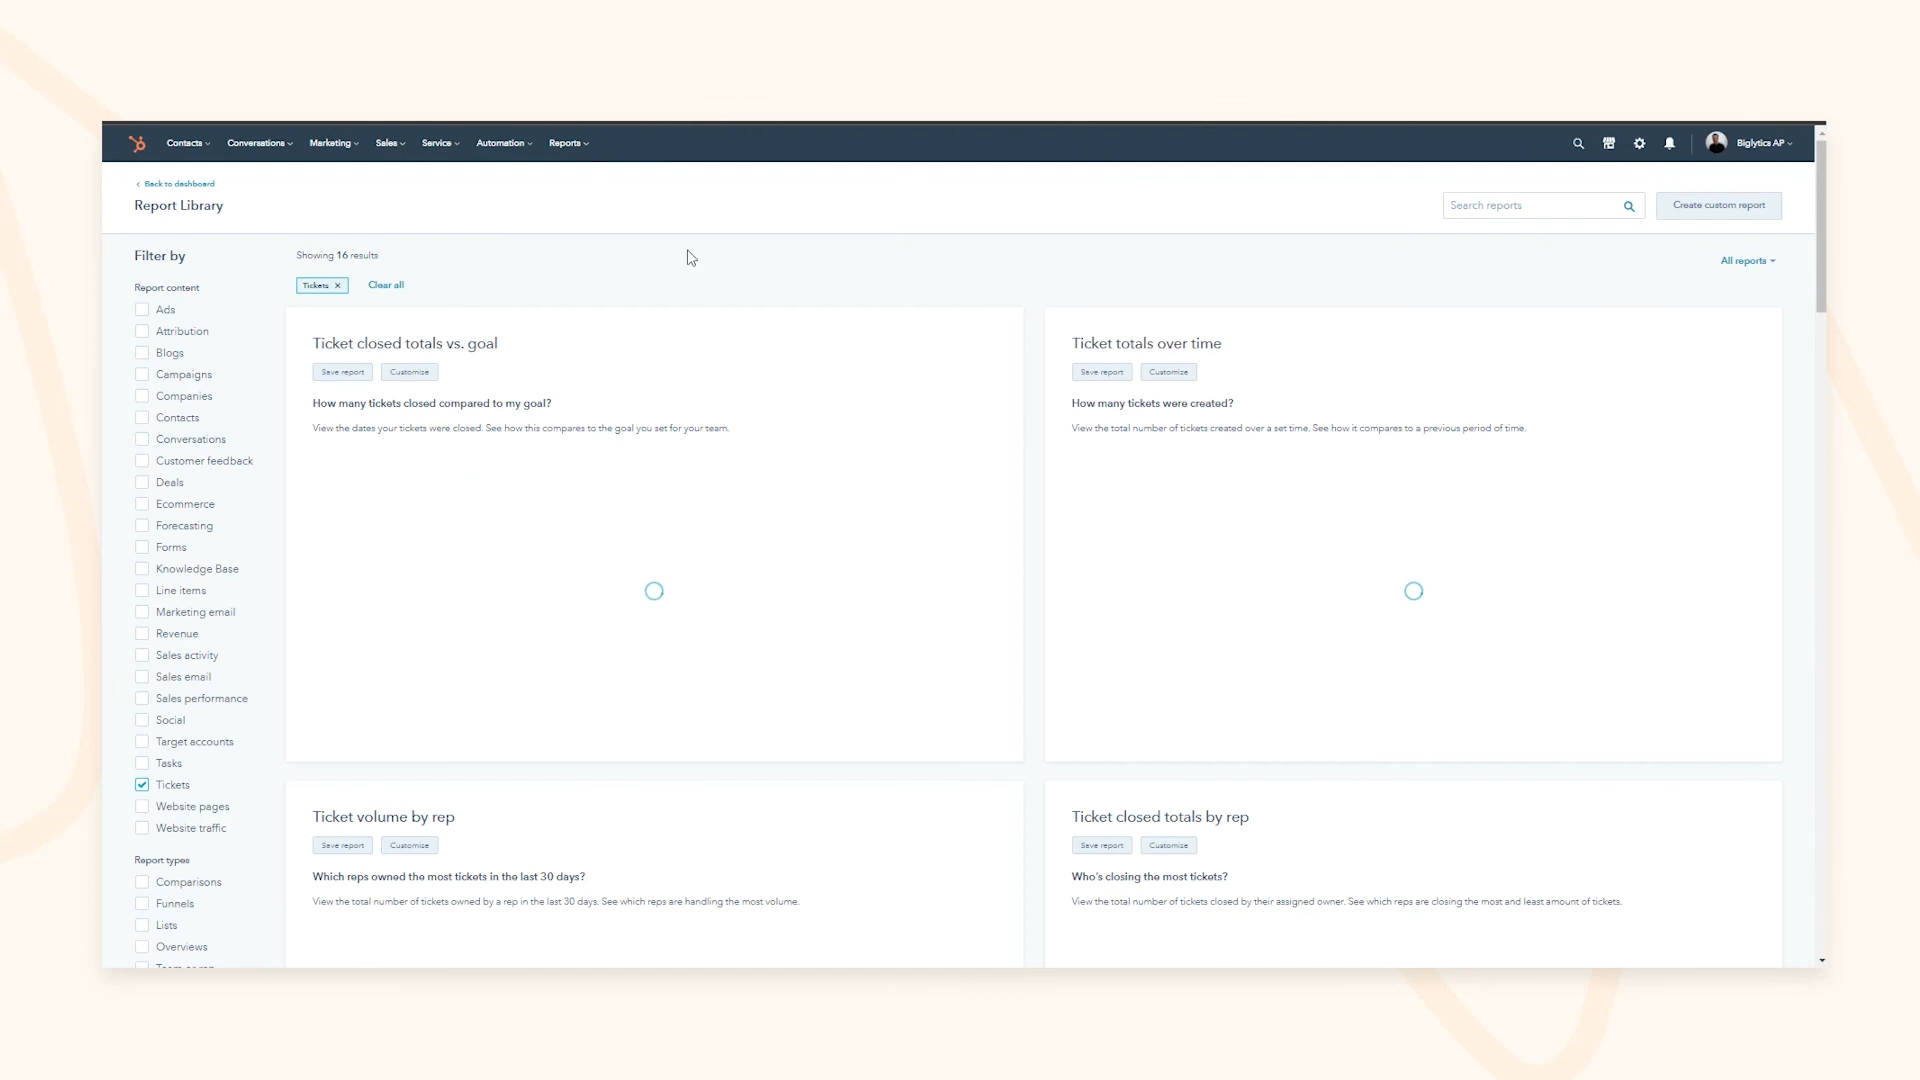 Contacts
Conversations
Marketing
Sales
Service
Automation
Reports
Biglytics AP
Back to dashboard
Report Library
Search reports
Create custom report
Filter by
Showing 16 results
All reports
Tickets
Clear all
Report content
Ads
Attribution
Blogs
Campaigns
Companies
Contacts
Conversations
Customer feedback
Deals
Ecommerce
Forecasting
Forms
Knowledge Base
Line items
Marketing email
Revenue
Sales activity
Sales email
Sales performance
Social
Target accounts
Tasks
Tickets
Website pages
Website traffic
Report types
Comparisons
Funnels
Lists
Overviews
Ticket closed totals vs. goal
Save report
Customize
How many tickets closed compared to my goal?
View the dates your tickets were closed. See how this compares to the goal you set for your team.
Ticket totals over time
Save report
Customize
How many tickets were created?
View the total number of tickets created over a set time. See how it compares to a previous period of time.
Ticket volume by rep
Save report
Customize
Which reps owned the most tickets in the last 30 days?
View the total number of tickets owned by a rep in the last 30 days. See which reps are handling the most volume.
Ticket closed totals by rep
Save report
Customize
Who's closing the most tickets?
View the total number of tickets closed by their assigned owner. See which reps are closing the most and least amount of tickets.